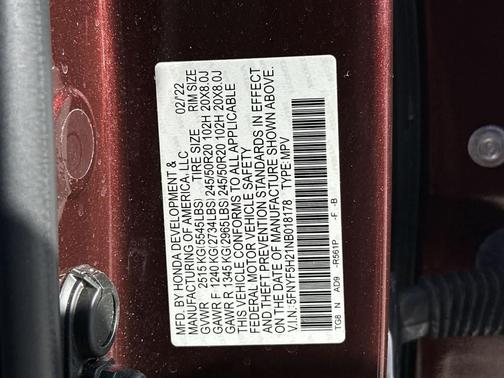 MFD. BY HONDA DEVELOPMENT &
MANUFACTURING OF AMERICA, LLC 02/22
GVWR 2515 KG(5545LBS) TIRE SIZE RIM SIZE
GAWR F 1240 KG(2734LBS) 245/50R20 102H 20X8.0J
GAWR R 1345 KG(2965LBS) 245/50R20 102H 20X8.0J
THIS VEHICLE CONFORMS TO ALL APPLICABLE
FEDERAL MOTOR VEHICLE SAFETY
AND THEFT PREVENTION STANDARDS IN EFFECT
ON THE DATE OF MANUFACTURE SHOWN ABOVE.
V.I.N.: 5FNYF5H21NB018178 TYPE: MPV
TG8 N AD9 -R561P -F -B